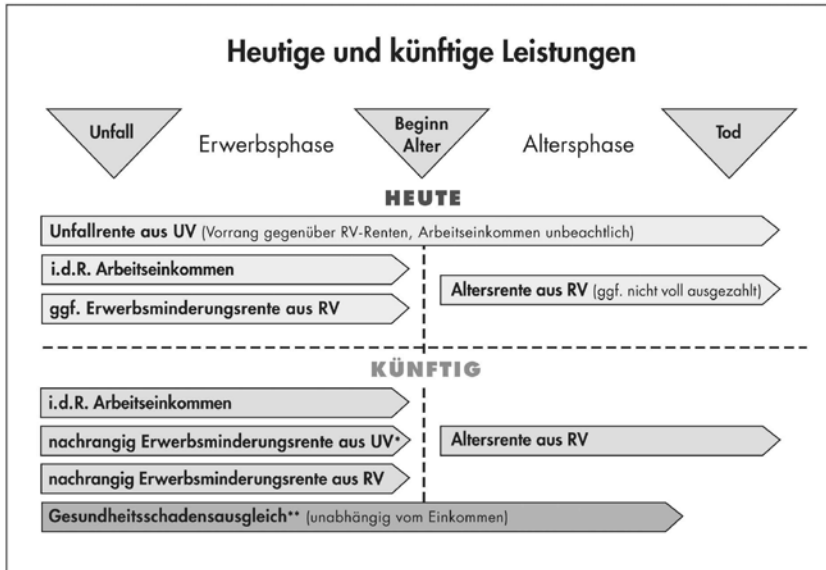 Heutige und künftige Leistungen
Unfall
Erwerbsphase
Beginn
Alter
Altersphase
Tod
HEUTE
Unfallrente aus UV (Vorrang gegenüber RV-Renten, Arbeitseinkommen unbeachtlich)
i.d.R. Arbeitseinkommen
Altersrente aus RV (ggf. nicht voll ausgezahlt)
ggf. Erwerbsminderungsrente aus RV
KÜNFTIG
i.d.R. Arbeitseinkommen
nachrangig Erwerbsminderungsrente aus UV*
Altersrente aus RV
nachrangig Erwerbsminderungsrente aus RV
Gesundheitsschadensausgleich** (unabhängig vom Einkommen)